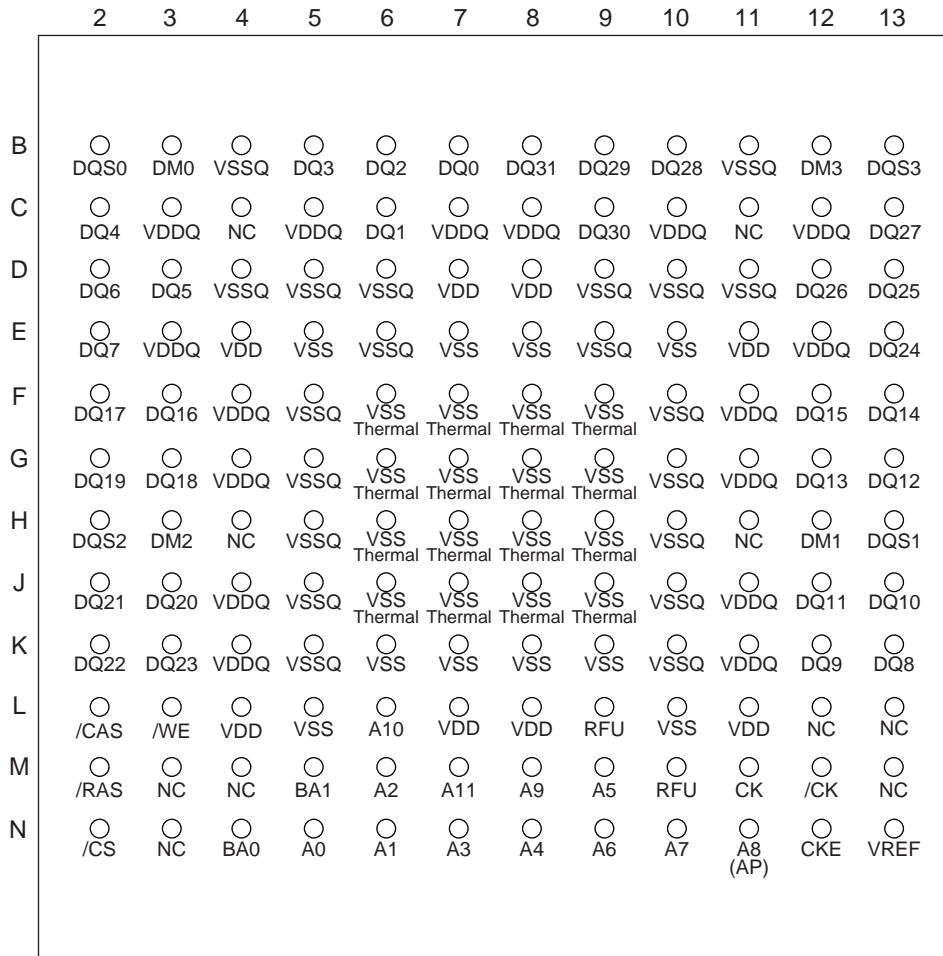 2 3 4 5 6 7 8 9 10 11 12 13
B
DQS0 DM0 VSSQ DQ3 DQ2 DQ0 DQ31 DQ29 DQ28 VSSQ DM3 DQS3
C
DQ4 VDDQ NC VDDQ DQ1 VDDQ VDDQ DQ30 VDDQ NC VDDQ DQ27
D
DQ6 DQ5 VSSQ VSSQ VSSQ VDD VDD VSSQ VSSQ VSSQ DQ26 DQ25
E
DQ7 VDDQ VDD VSS VSSQ VSS VSS VSSQ VSS VDD VDDQ DQ24
F
DQ17 DQ16 VDDQ VSSQ VSS VSS VSS VSS VSSQ VDDQ DQ15 DQ14
Thermal Thermal Thermal Thermal
G
DQ19 DQ18 VDDQ VSSQ VSS VSS VSS VSS VSSQ VDDQ DQ13 DQ12
Thermal Thermal Thermal Thermal
H
DQS2 DM2 NC VSSQ VSS VSS VSS VSS VSSQ NC DM1 DQS1
Thermal Thermal Thermal Thermal
J
DQ21 DQ20 VDDQ VSSQ VSS VSS VSS VSS VSSQ VDDQ DQ11 DQ10
Thermal Thermal Thermal Thermal
K
DQ22 DQ23 VDDQ VSSQ VSS VSS VSS VSS VSSQ VDDQ DQ9 DQ8
L
/CAS /WE VDD VSS A10 VDD VDD RFU VSS VDD NC NC
M
/RAS NC NC BA1 A2 A11 A9 A5 RFU CK /CK NC
N
/CS NC BA0 A0 A1 A3 A4 A6 A7 A8 CKE VREF
(AP)